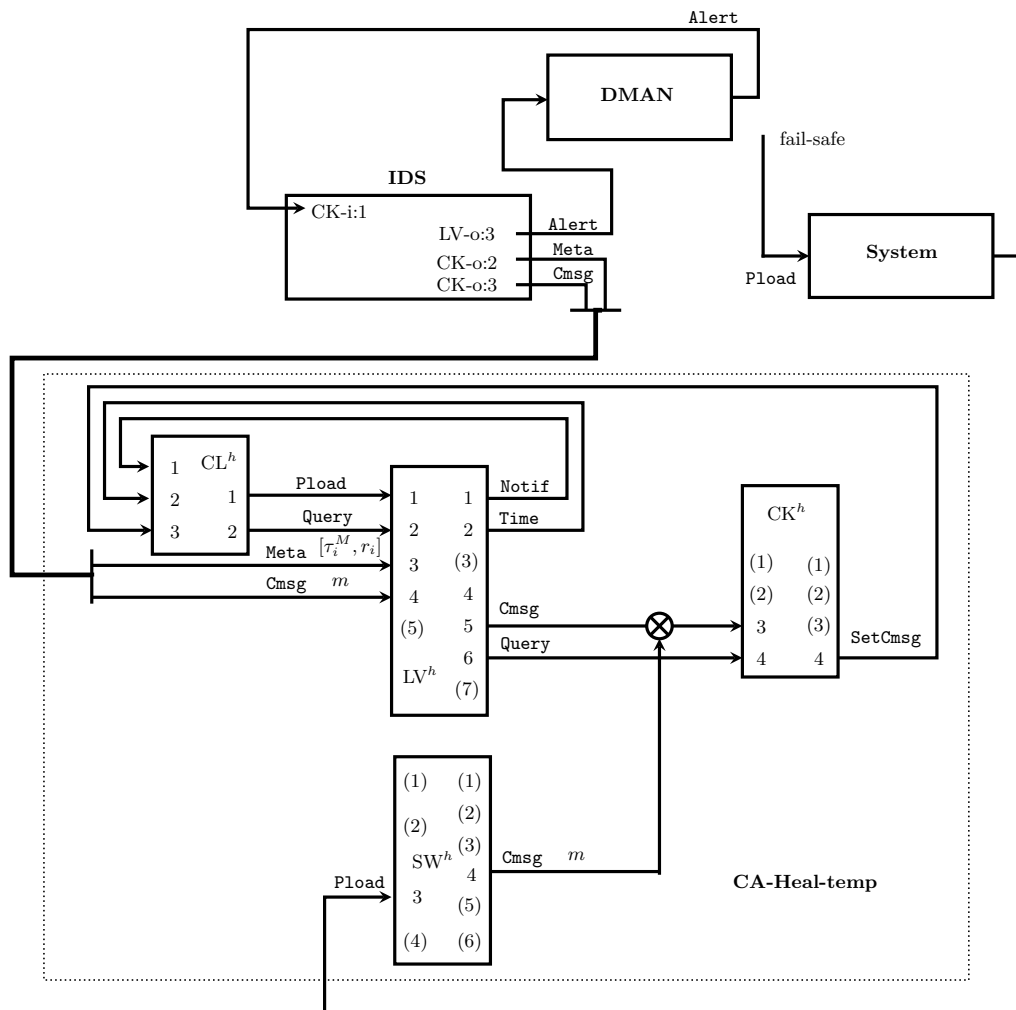 Alert
DMAN
fail-safe
IDS
CK-i:1
LV-o:3 Alert
CK-o:2 Meta
CK-o:3 Cmsg
System
Pload
CL^h
1 1
2 2
3
Pload
Query
Meta [τ_i^M, r_i]
Cmsg m
1 1 Notif
2 2 Time
3 (3)
4 4
(5) 5 Cmsg
6 Query
LV^h
(7)
CK^h
(1) (1)
(2) (2)
3 (3)
4 4 SetCmsg
(1) (1)
(2) (2)
(3)
SW^h
4 Cmsg m
Pload 3 (5)
(4) (6)
CA-Heal-temp